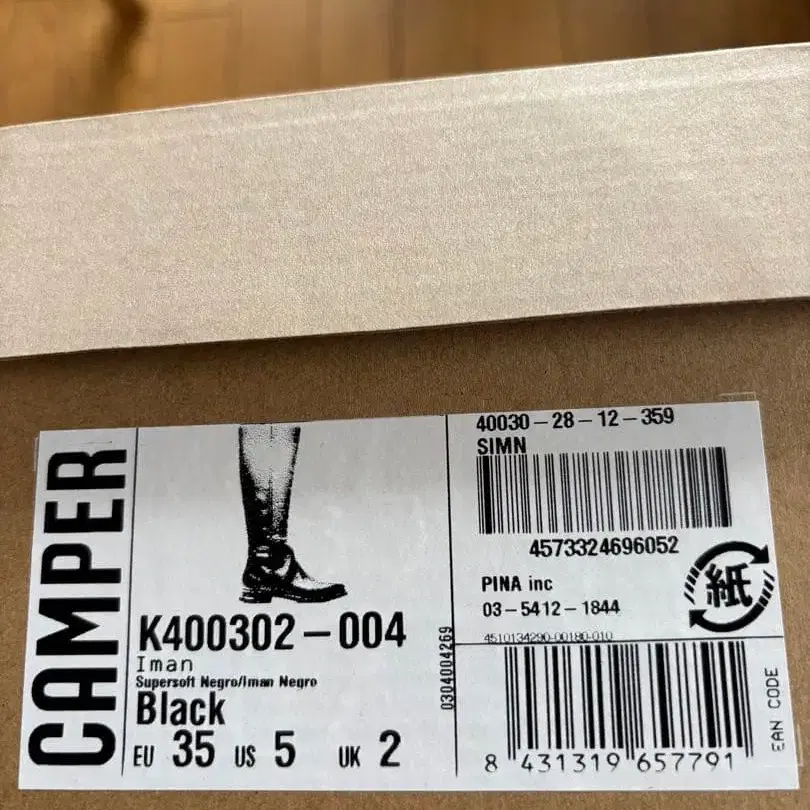 CAMPER
K400302-004
Iman
Supersoft Negro/Iman Negro
Black
EU 35 US 5 UK 2
0304004269
40030-28-12-359
SIMN
4573324696052
PINA inc
03-5412-1844
紙
4510134290-00180-010
8 431319 657791
EAN CODE